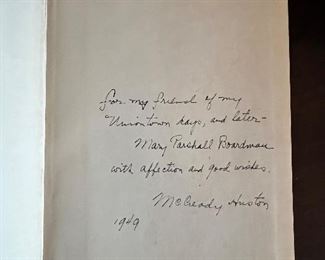 for my friend of my
Uniontown days, and later—
Mary Parshall Boardman
with affection and good wishes.
McCready Huston
1949